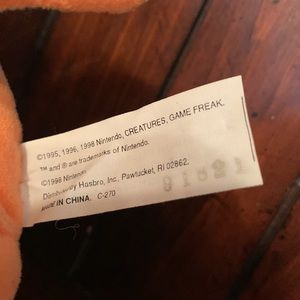 ©1995, 1996, 1998 Nintendo, CREATURES, GAME FREAK.
™ and ® are trademarks of Nintendo.
©1998 Nintendo
Distributed by Hasbro, Inc., Pawtucket, RI 02862.
MADE IN CHINA. C-270
91521